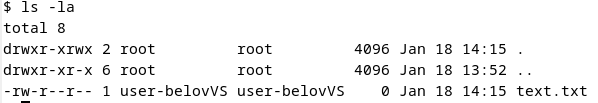 $ ls -la
total 8
drwxr-xrwx 2 root          root          4096 Jan 18 14:15 .
drwxr-xr-x 6 root          root          4096 Jan 18 13:52 ..
-rw-r--r-- 1 user-belovVS user-belovVS    0 Jan 18 14:15 text.txt